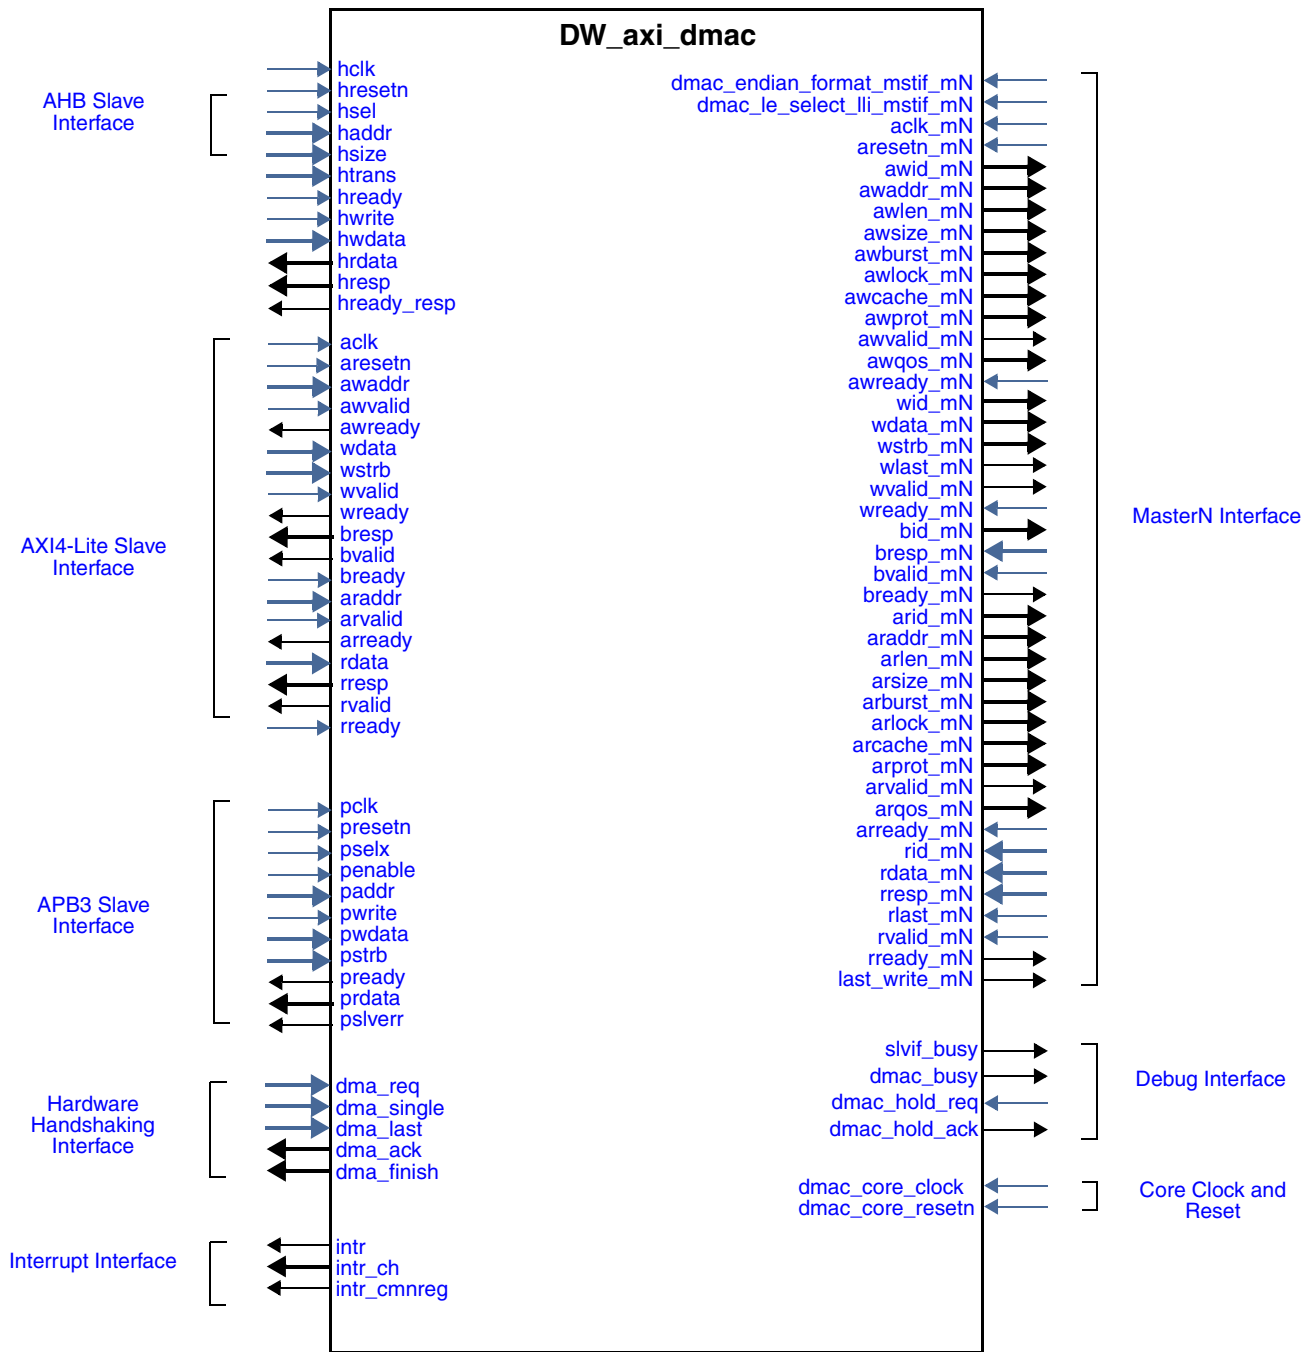 DW_axi_dmac
AHB Slave
Interface
hclk
hresetn
hsel
haddr
hsize
htrans
hready
hwrite
hwdata
hrdata
hresp
hready_resp
AXI4-Lite Slave
Interface
aclk
aresetn
awaddr
awvalid
awready
wdata
wstrb
wvalid
wready
bresp
bvalid
bready
araddr
arvalid
arready
rdata
rresp
rvalid
rready
APB3 Slave
Interface
pclk
presetn
pselx
penable
paddr
pwrite
pwdata
pstrb
pready
prdata
pslverr
Hardware
Handshaking
Interface
dma_req
dma_single
dma_last
dma_ack
dma_finish
Interrupt Interface
intr
intr_ch
intr_cmnreg
dmac_endian_format_mstif_mN
dmac_le_select_lli_mstif_mN
aclk_mN
aresetn_mN
awid_mN
awaddr_mN
awlen_mN
awsize_mN
awburst_mN
awlock_mN
awcache_mN
awprot_mN
awvalid_mN
awqos_mN
awready_mN
wid_mN
wdata_mN
wstrb_mN
wlast_mN
wvalid_mN
wready_mN
bid_mN
bresp_mN
bvalid_mN
bready_mN
arid_mN
araddr_mN
arlen_mN
arsize_mN
arburst_mN
arlock_mN
arcache_mN
arprot_mN
arvalid_mN
arqos_mN
arready_mN
rid_mN
rdata_mN
rresp_mN
rlast_mN
rvalid_mN
rready_mN
last_write_mN
MasterN Interface
slvif_busy
dmac_busy
dmac_hold_req
dmac_hold_ack
Debug Interface
dmac_core_clock
dmac_core_resetn
Core Clock and
Reset